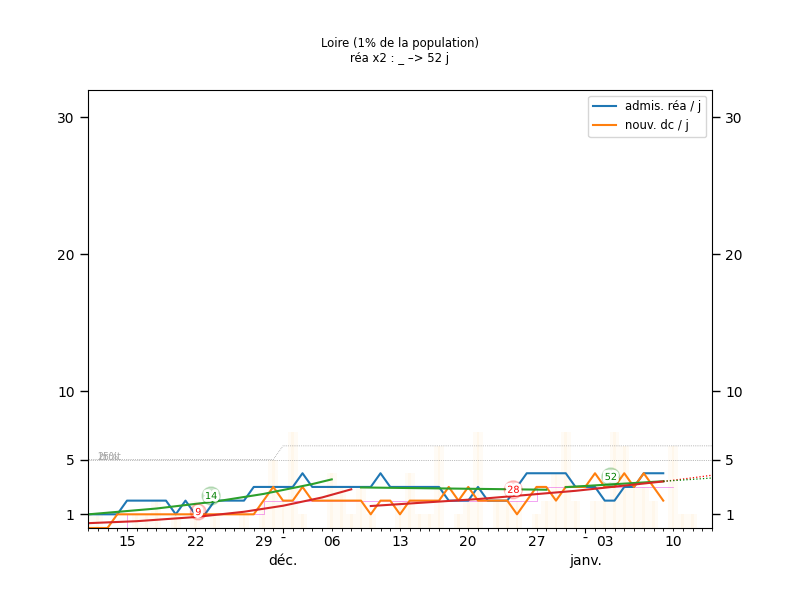 Loire (1% de la population)
réa x2 : _ –> 52 j
admis. réa / j
nouv. dc / j
30 30
20 20
10 10
5 5
1 1
14
9
28
52
15 22 29 - 06 13 20 27 - 03 10
déc. janv.